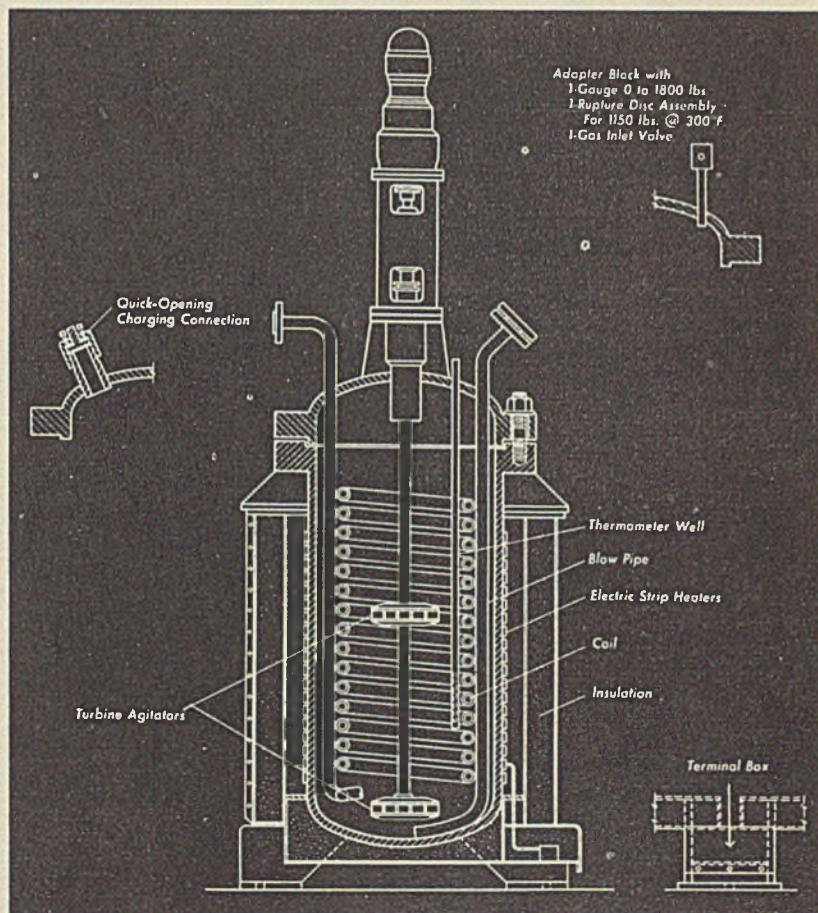 Adapter Block with
1-Gauge 0 to 1800 lbs
1-Rupture Disc Assembly
For 1150 lbs. @ 300 F.
1-Gas Inlet Valve
Quick-Opening
Charging Connection
Thermometer Well
Blow Pipe
Electric Strip Heaters
Coil
Insulation
Turbine Agitators
Terminal Box